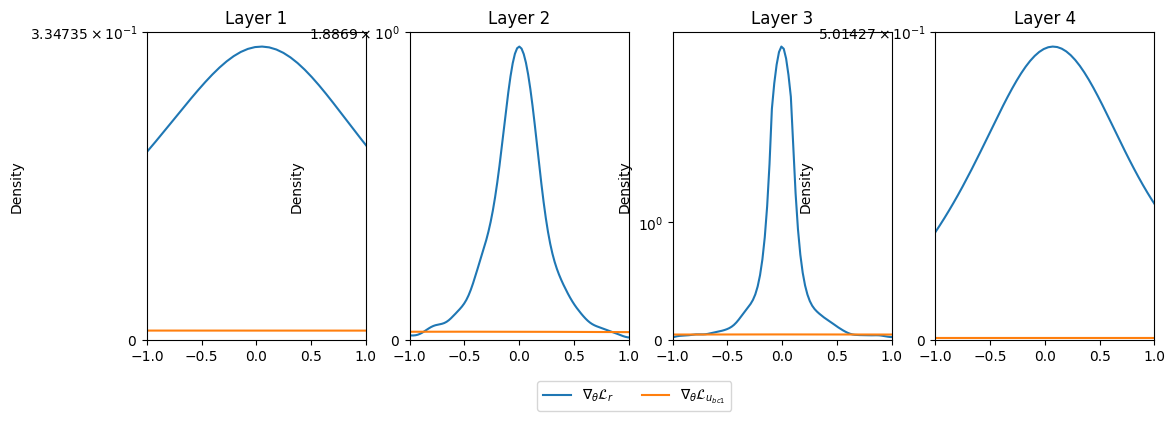 Layer 1
Layer 2
Layer 3
Layer 4
3.34735 × 10⁻¹
1.8869 × 10⁰
5.01427 × 10⁻¹
Density
Density
Density
Density
10⁰
0
0
0
0
−1.0 −0.5 0.0 0.5 1.0
−1.0 −0.5 0.0 0.5 1.0
−1.0 −0.5 0.0 0.5 1.0
−1.0 −0.5 0.0 0.5 1.0
∇θℒr
∇θℒu_bc1